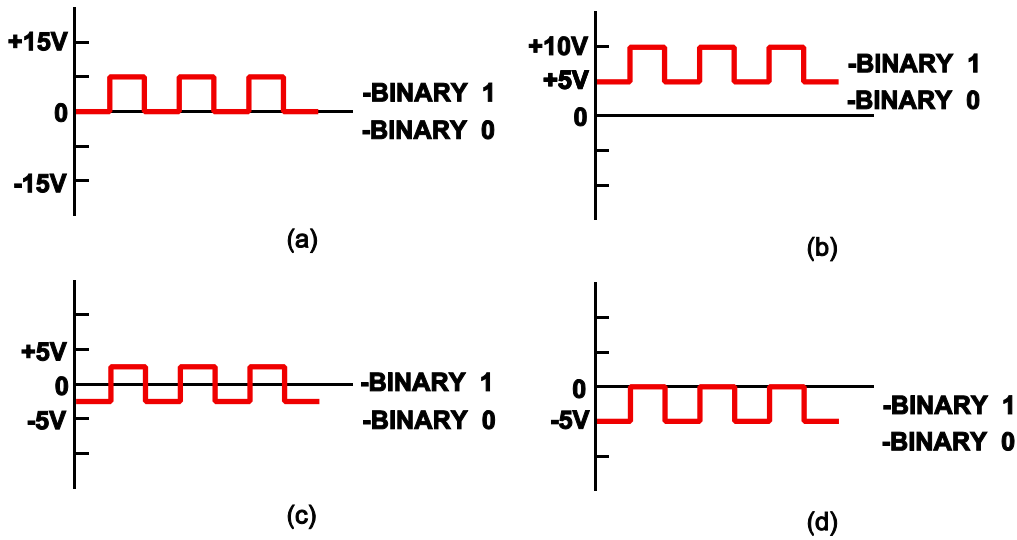 +15V
-BINARY 1
0
-BINARY 0
-15V
(a)
+10V
-BINARY 1
+5V
-BINARY 0
0
(b)
+5V
0
-BINARY 1
-5V
-BINARY 0
(c)
0
-BINARY 1
-5V
-BINARY 0
(d)